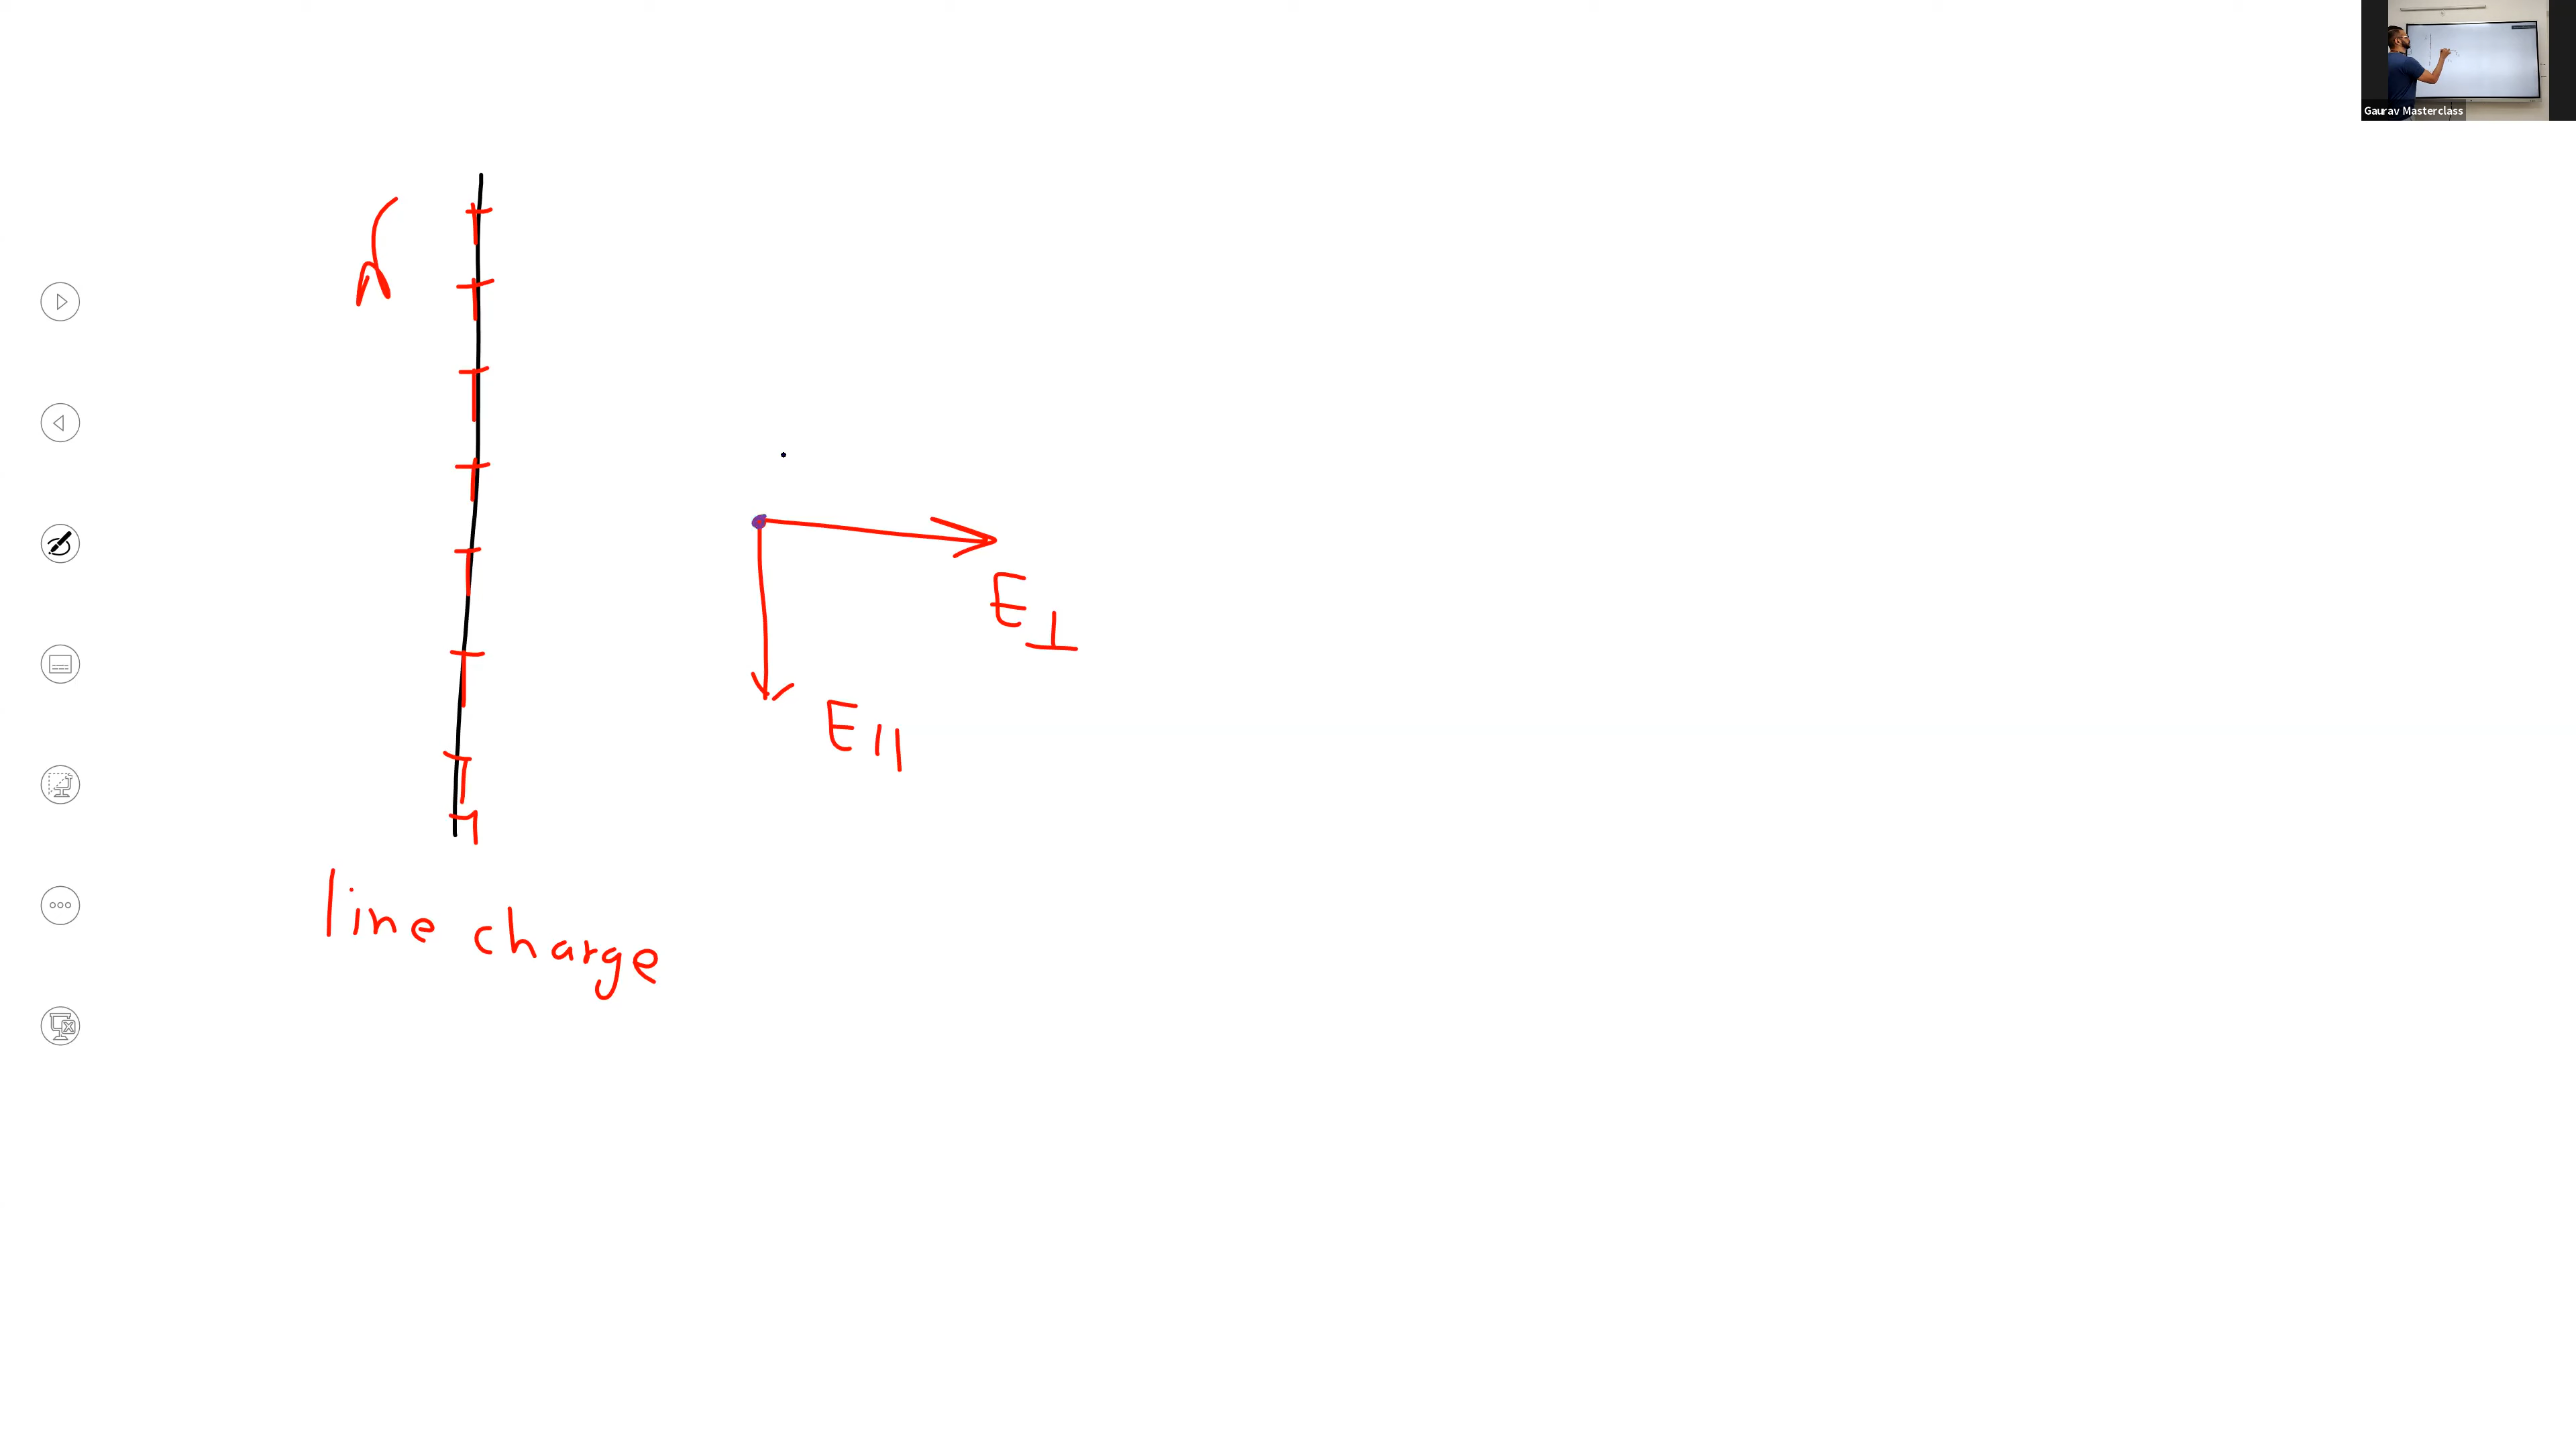 Gaurav Masterclass
λ
E⊥
E||
line charge